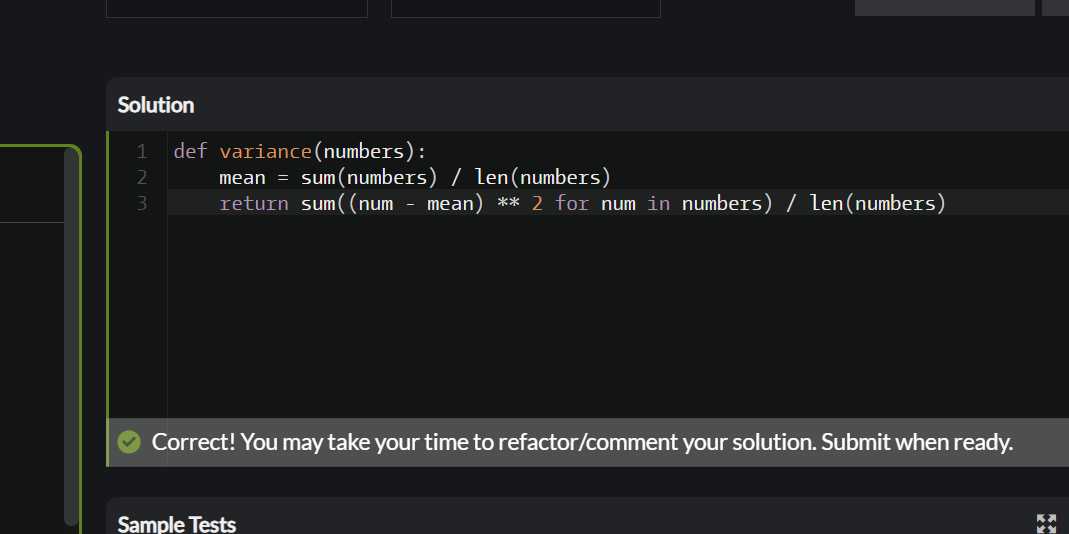 Solution
1 def variance(numbers):
2     mean = sum(numbers) / len(numbers)
3     return sum((num - mean) ** 2 for num in numbers) / len(numbers)
Correct! You may take your time to refactor/comment your solution. Submit when ready.
Sample Tests